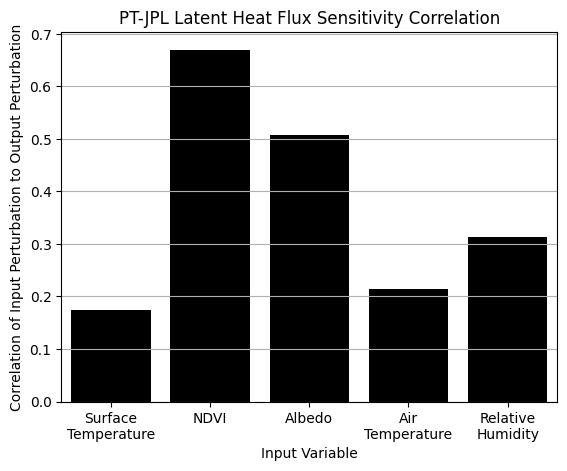 PT-JPL Latent Heat Flux Sensitivity Correlation
Correlation of Input Perturbation to Output Perturbation
0.7
0.6
0.5
0.4
0.3
0.2
0.1
0.0
Surface
Temperature
NDVI
Albedo
Air
Temperature
Relative
Humidity
Input Variable